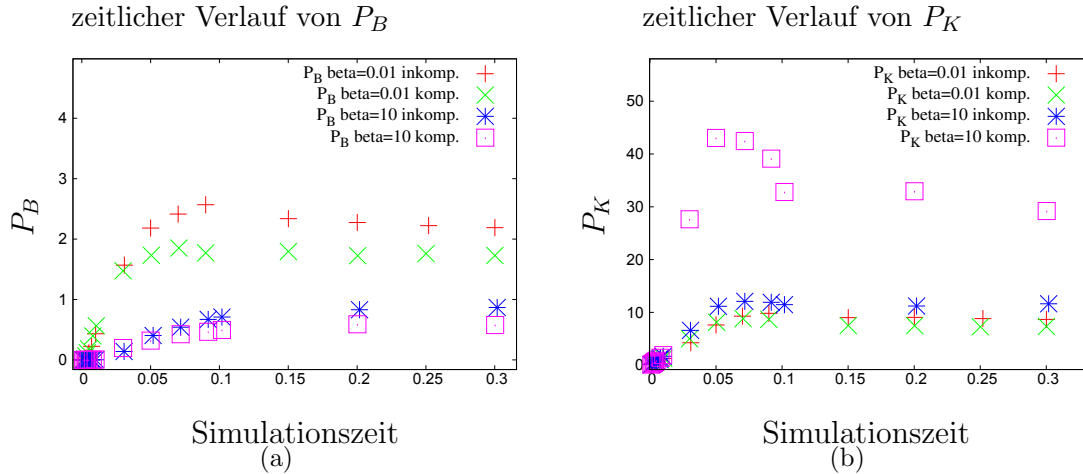 zeitlicher Verlauf von P_B
P_B beta=0.01 inkomp.
P_B beta=0.01 komp.
P_B beta=10 inkomp.
P_B beta=10 komp.
P_B
4
3
2
1
0
0 0.05 0.1 0.15 0.2 0.25 0.3
Simulationszeit
(a)
zeitlicher Verlauf von P_K
P_K beta=0.01 inkomp.
P_K beta=0.01 komp.
P_K beta=10 inkomp.
P_K beta=10 komp.
P_K
50
40
30
20
10
0
0 0.05 0.1 0.15 0.2 0.25 0.3
Simulationszeit
(b)